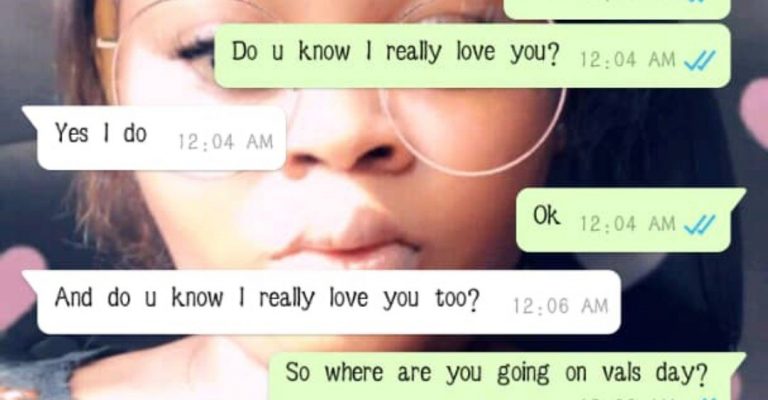 Do u know I really love you? 12:04 AM
Yes I do 12:04 AM
Ok 12:04 AM
And do u know I really love you too? 12:06 AM
So where are you going on vals day?